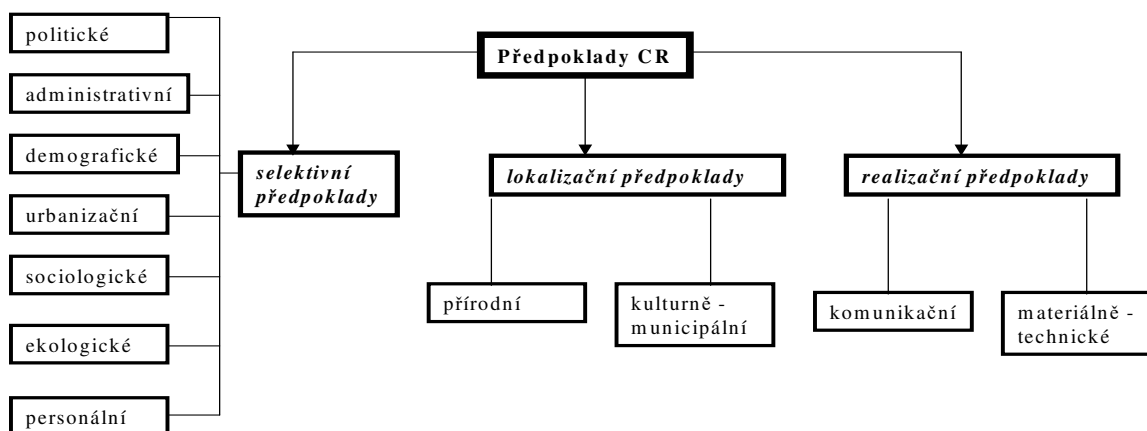 Předpoklady CR
politické
administrativní
demografické
urbanizační
sociologické
ekologické
personální
selektivní
předpoklady
lokalizační předpoklady
přírodní
kulturně -
municipální
realizační předpoklady
komunikační
materiálně -
technické